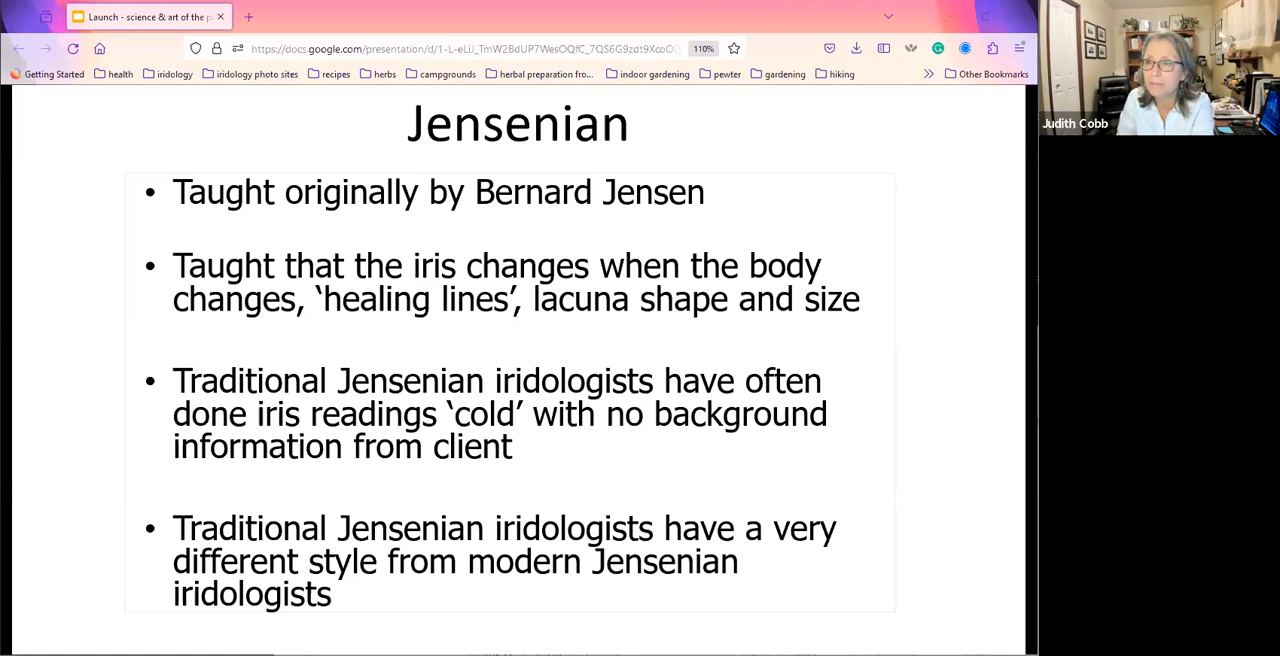 Launch - science & art of the p
https://docs.google.com/presentation/d/1-L-eLiJ_TmW2BdUP7WesOQfC_7QS6G9zdt9XcoO
110%
Getting Started health iridology iridology photo sites recipes herbs campgrounds herbal preparation fro... indoor gardening pewter gardening hiking Other Bookmarks
Judith Cobb
Jensenian
• Taught originally by Bernard Jensen
• Taught that the iris changes when the body
changes, ‘healing lines’, lacuna shape and size
• Traditional Jensenian iridologists have often
done iris readings ‘cold’ with no background
information from client
• Traditional Jensenian iridologists have a very
different style from modern Jensenian
iridologists